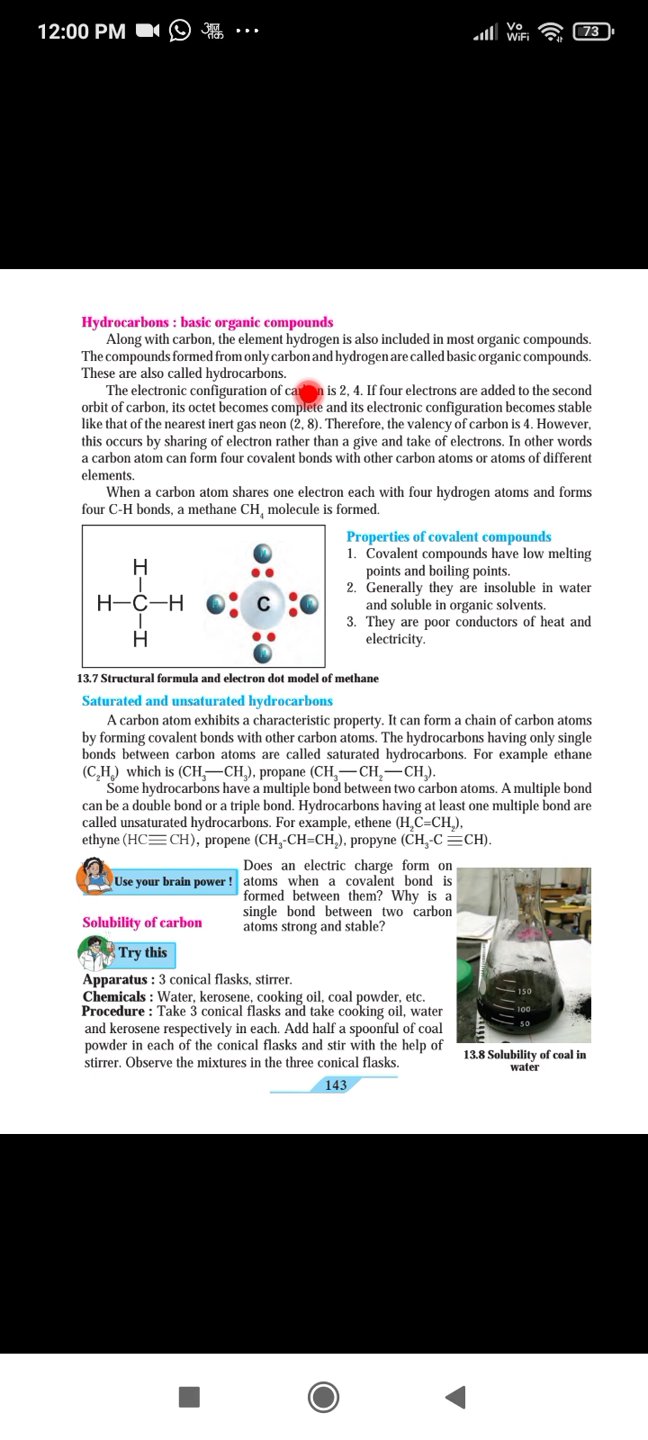 12:00 PM आज तक ... Vo WiFi 73
Hydrocarbons : basic organic compounds
Along with carbon, the element hydrogen is also included in most organic compounds.
The compounds formed from only carbon and hydrogen are called basic organic compounds.
These are also called hydrocarbons.
The electronic configuration of ca n is 2, 4. If four electrons are added to the second
orbit of carbon, its octet becomes complete and its electronic configuration becomes stable
like that of the nearest inert gas neon (2, 8). Therefore, the valency of carbon is 4. However,
this occurs by sharing of electron rather than a give and take of electrons. In other words
a carbon atom can form four covalent bonds with other carbon atoms or atoms of different
elements.
When a carbon atom shares one electron each with four hydrogen atoms and forms
four C-H bonds, a methane CH₄ molecule is formed.
H
H–C–H
H
C
13.7 Structural formula and electron dot model of methane
Properties of covalent compounds
1. Covalent compounds have low melting
points and boiling points.
2. Generally they are insoluble in water
and soluble in organic solvents.
3. They are poor conductors of heat and
electricity.
Saturated and unsaturated hydrocarbons
A carbon atom exhibits a characteristic property. It can form a chain of carbon atoms
by forming covalent bonds with other carbon atoms. The hydrocarbons having only single
bonds between carbon atoms are called saturated hydrocarbons. For example ethane
(C₂H₆) which is (CH₃—CH₃), propane (CH₃—CH₂—CH₃).
Some hydrocarbons have a multiple bond between two carbon atoms. A multiple bond
can be a double bond or a triple bond. Hydrocarbons having at least one multiple bond are
called unsaturated hydrocarbons. For example, ethene (H₂C=CH₂),
ethyne (HC≡CH), propene (CH₃-CH=CH₂), propyne (CH₃-C≡CH).
Use your brain power !
Does an electric charge form on
atoms when a covalent bond is
formed between them? Why is a
single bond between two carbon
atoms strong and stable?
Solubility of carbon
Try this
Apparatus : 3 conical flasks, stirrer.
Chemicals : Water, kerosene, cooking oil, coal powder, etc.
Procedure : Take 3 conical flasks and take cooking oil, water
and kerosene respectively in each. Add half a spoonful of coal
powder in each of the conical flasks and stir with the help of
stirrer. Observe the mixtures in the three conical flasks.
150
100
50
13.8 Solubility of coal in
water
143